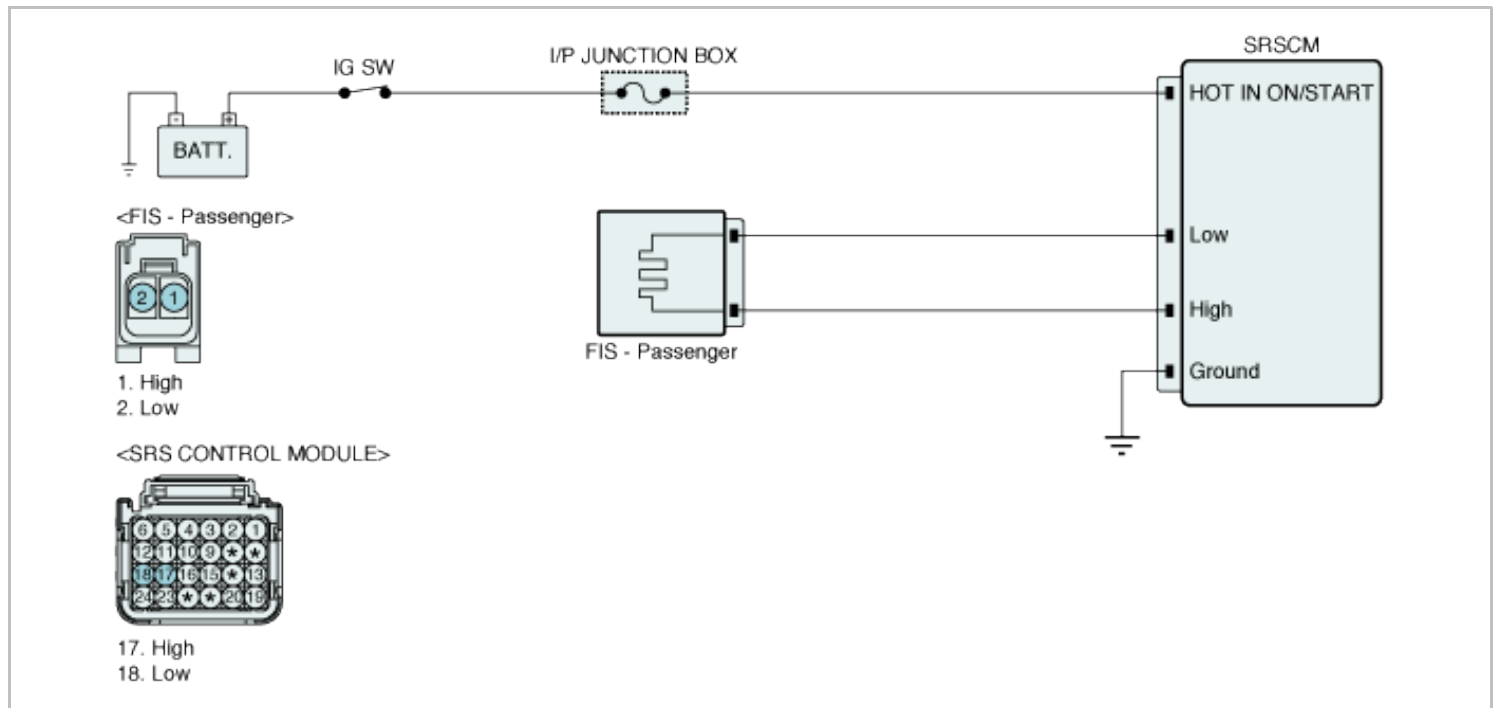 SRSCM
I/P JUNCTION BOX
IG SW
HOT IN ON/START
- +
BATT.
<FIS - Passenger>
Low
2 1
High
FIS - Passenger
Ground
1. High
2. Low
<SRS CONTROL MODULE>
6 5 4 3 2 1
12 11 10 9 * *
18 17 16 15 * 13
24 23 * * 20 19
17. High
18. Low